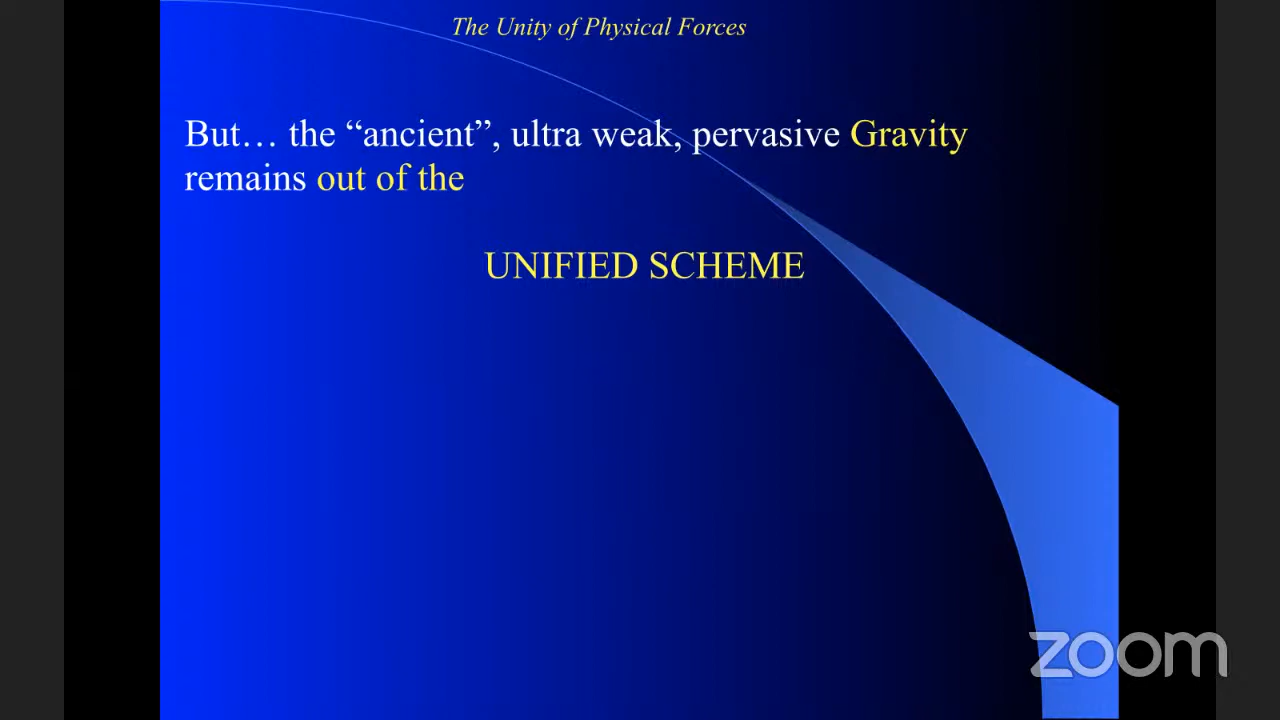 The Unity of Physical Forces
But… the “ancient”, ultra weak, pervasive Gravity
remains out of the
UNIFIED SCHEME
zoom